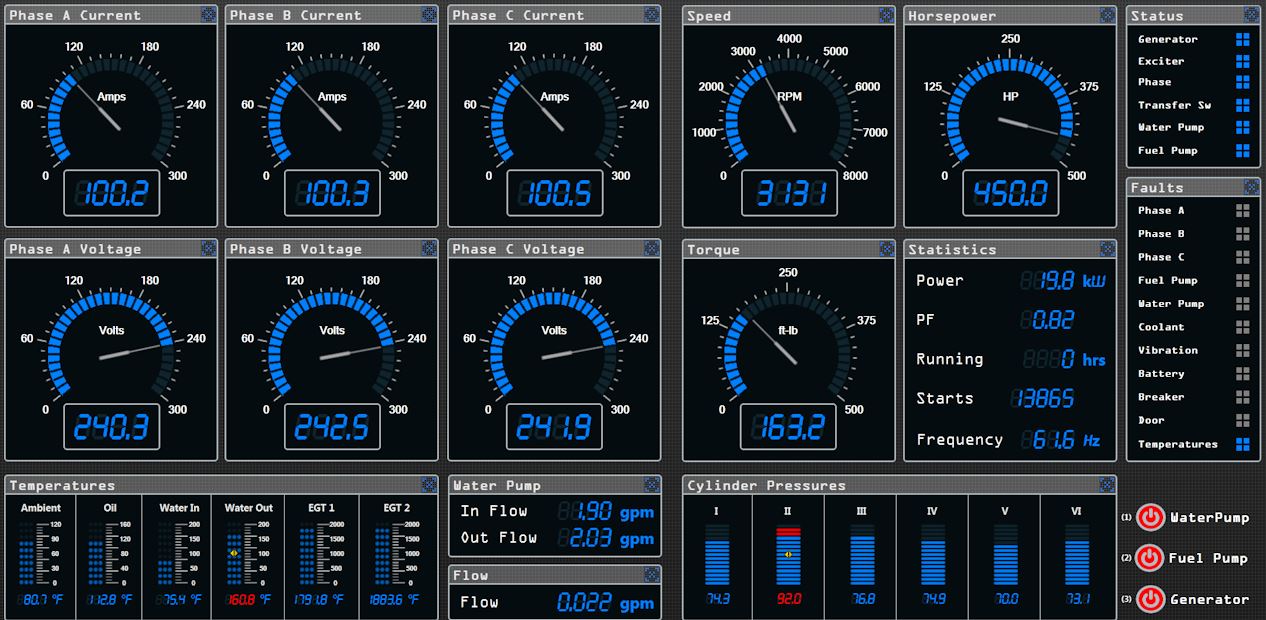 Phase A Current
120
180
60
Amps
240
0
300
100.2
Phase B Current
120
180
60
Amps
240
0
300
100.3
Phase C Current
120
180
60
Amps
240
0
300
100.5
Speed
4000
3000
5000
2000
RPM
6000
1000
7000
0
8000
3131
Horsepower
250
125
375
HP
0
500
450.0
Status
Generator
Exciter
Phase
Transfer Sw
Water Pump
Fuel Pump
Phase A Voltage
120
180
60
Volts
240
0
300
240.3
Phase B Voltage
120
180
60
Volts
240
0
300
242.5
Phase C Voltage
120
180
60
Volts
240
0
300
241.9
Torque
250
125
375
ft-lb
0
500
163.2
Statistics
Power 19.8 kW
PF 0.82
Running 0 hrs
Starts 13865
Frequency 61.6 Hz
Faults
Phase A
Phase B
Phase C
Fuel Pump
Water Pump
Coolant
Vibration
Battery
Breaker
Door
Temperatures
Temperatures
Ambient
120
90
60
30
0
80.7 °F
Oil
160
120
80
40
0
112.8 °F
Water In
200
150
100
50
0
75.4 °F
Water Out
200
150
100
50
0
160.8 °F
EGT 1
2000
1500
1000
500
0
1791.8 °F
EGT 2
2000
1500
1000
500
0
1883.6 °F
Water Pump
In Flow 1.90 gpm
Out Flow 2.03 gpm
Flow
Flow 0.022 gpm
Cylinder Pressures
I II III IV V VI
74.3 92.0 76.8 74.9 70.0 73.1
(1) WaterPump
(2) Fuel Pump
(3) Generator